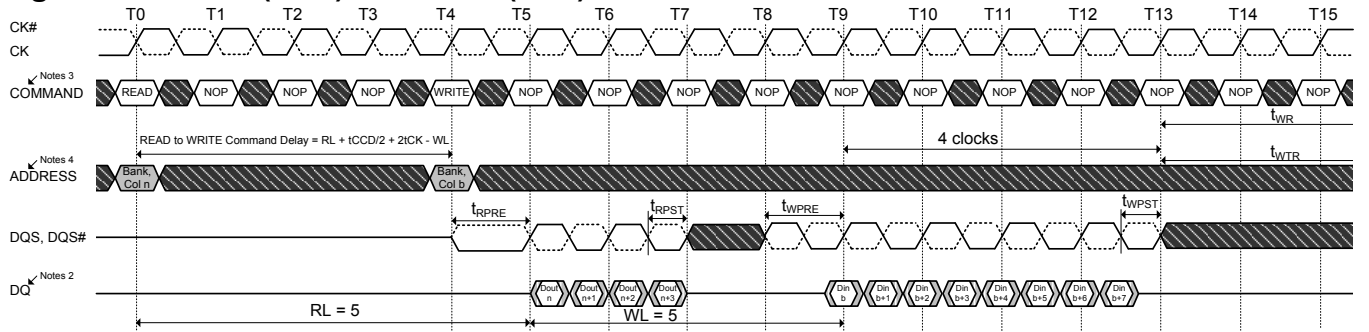 T0 T1 T2 T3 T4 T5 T6 T7 T8 T9 T10 T11 T12 T13 T14 T15
CK#
CK
Notes 3
COMMAND READ NOP NOP NOP WRITE NOP NOP NOP NOP NOP NOP NOP NOP NOP NOP NOP
tWR
READ to WRITE Command Delay = RL + tCCD/2 + 2tCK - WL
4 clocks
Notes 4
tWTR
ADDRESS
Bank, Col n
Bank, Col b
tRPRE tRPST tWPRE tWPST
DQS, DQS#
Notes 2
DQ
Dout n
Dout n+1
Dout n+2
Dout n+3
Din b
Din b+1
Din b+2
Din b+3
Din b+4
Din b+5
Din b+6
Din b+7
RL = 5
WL = 5